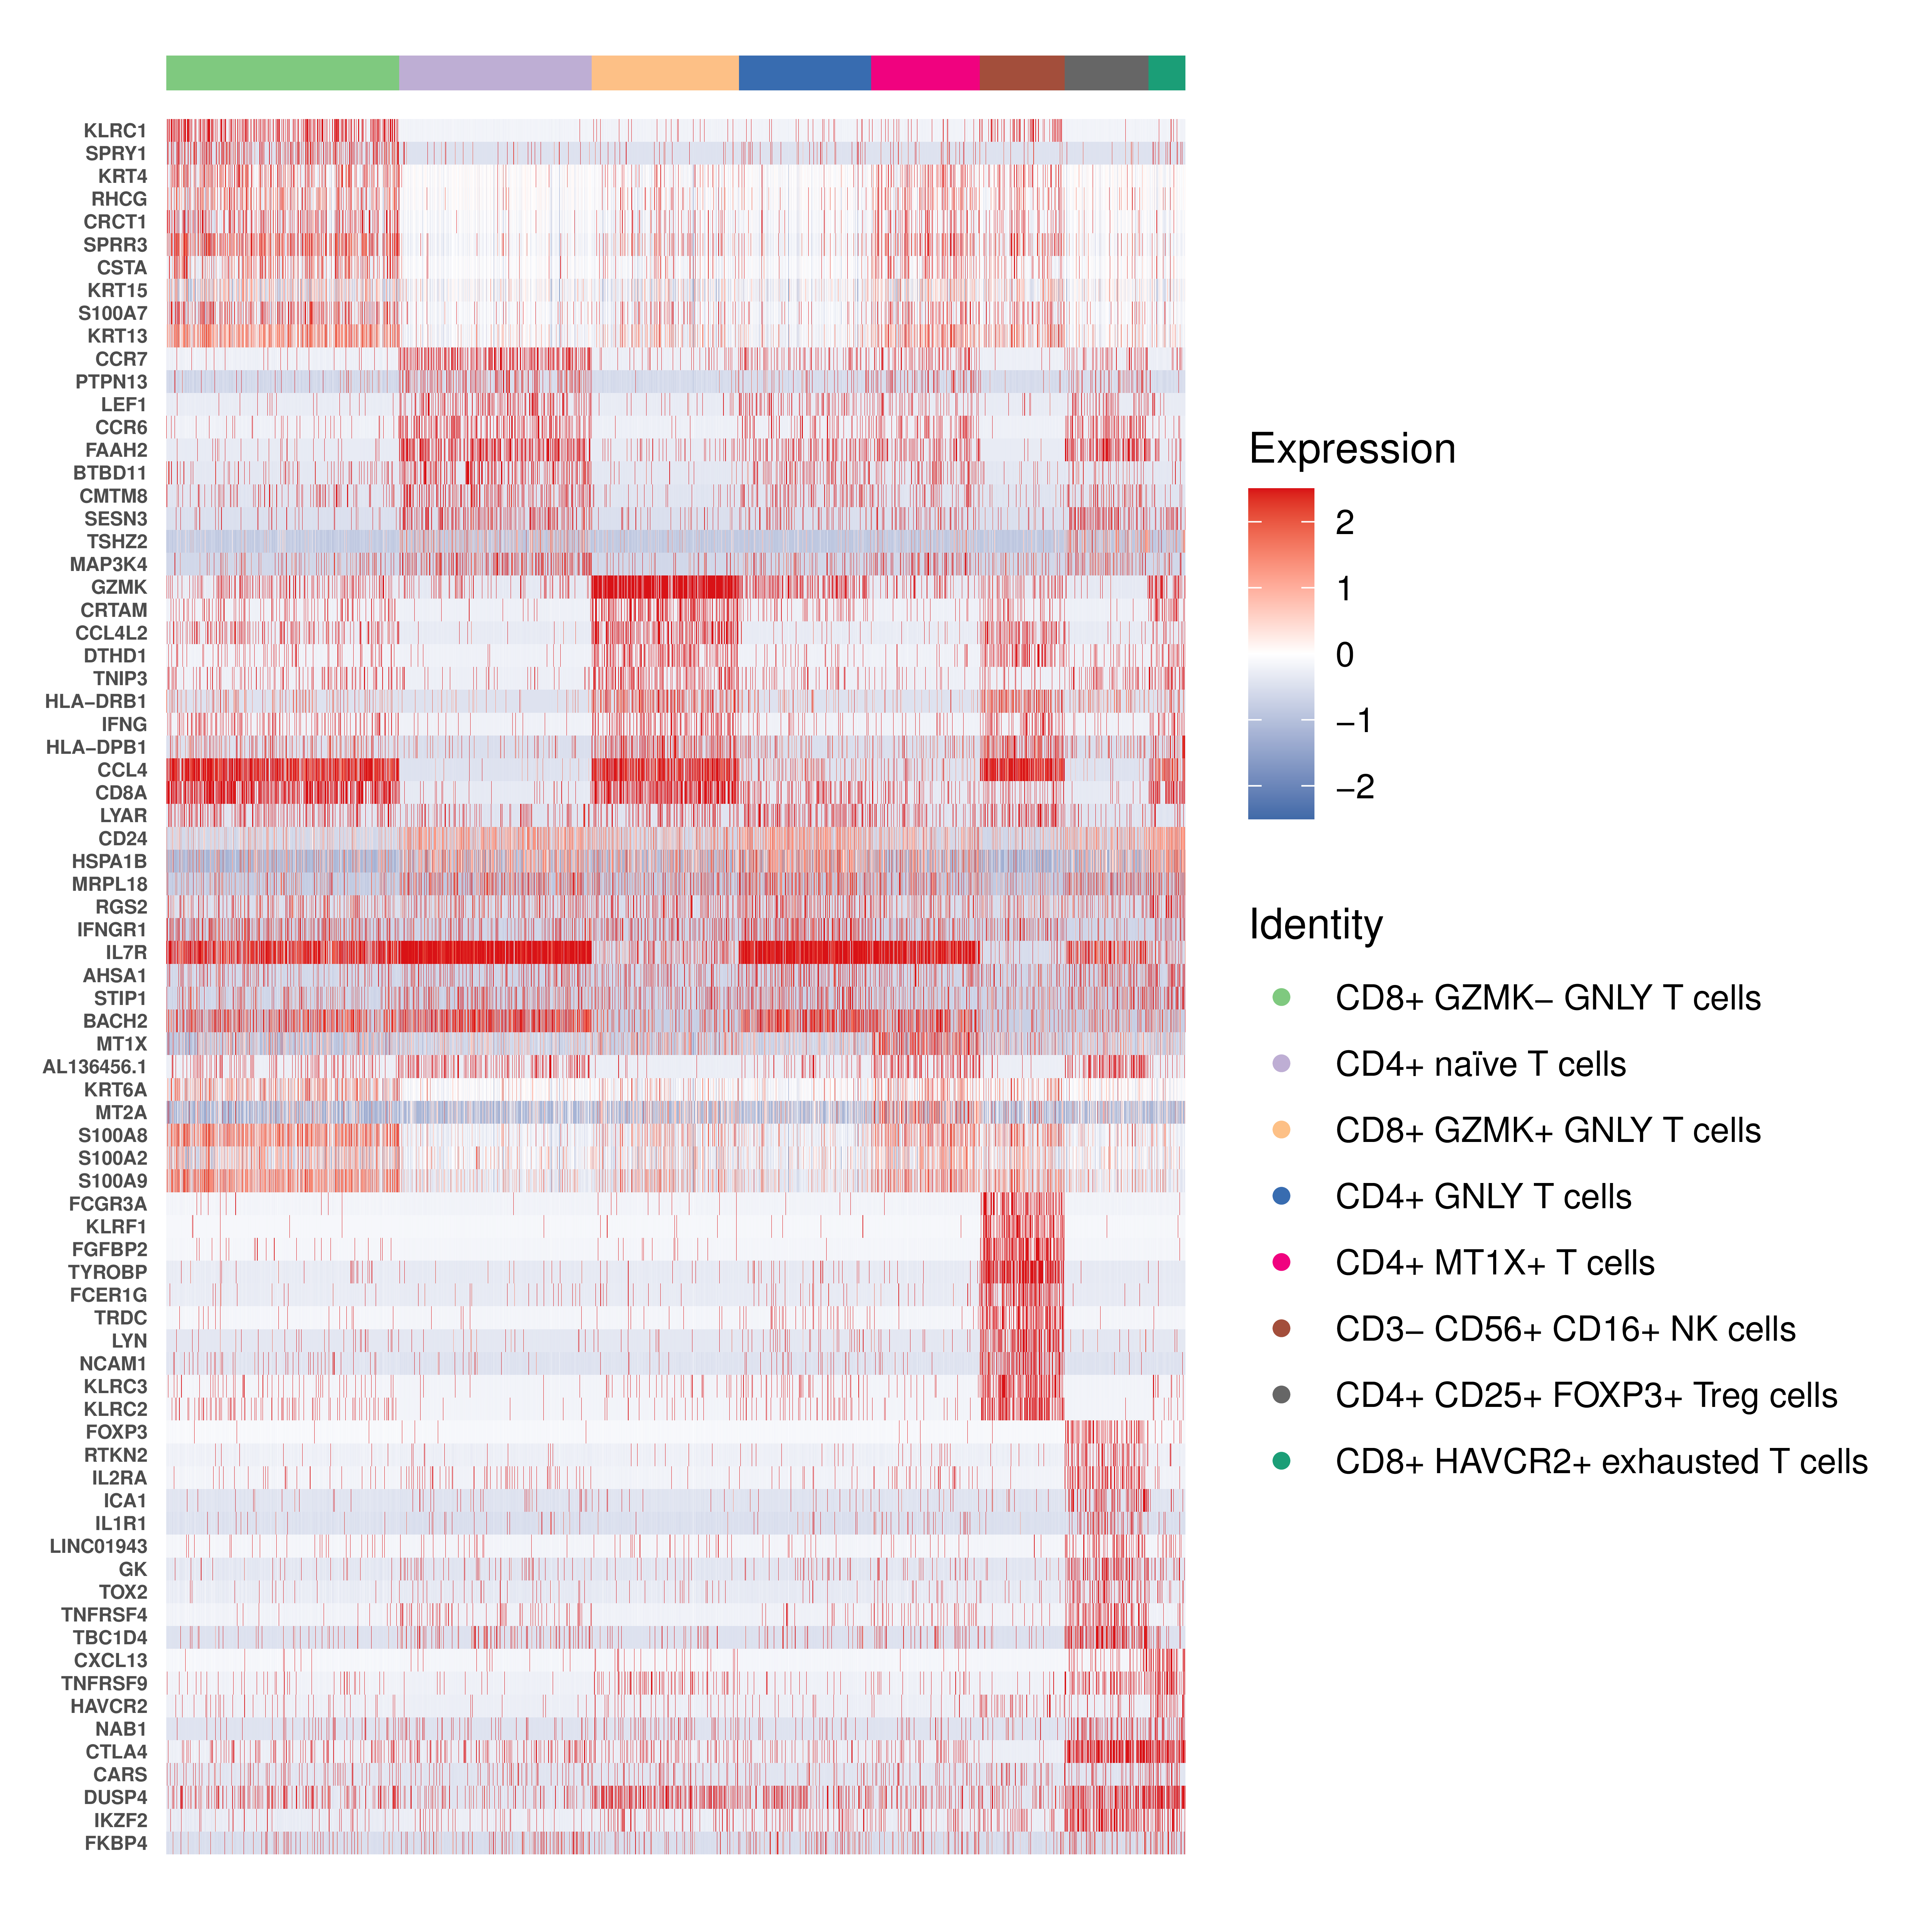 KLRC1
SPRY1
KRT4
RHCG
CRCT1
SPRR3
CSTA
KRT15
S100A7
KRT13
CCR7
PTPN13
LEF1
CCR6
FAAH2
BTBD11
CMTM8
SESN3
TSHZ2
MAP3K4
GZMK
CRTAM
CCL4L2
DTHD1
TNIP3
HLA−DRB1
IFNG
HLA−DPB1
CCL4
CD8A
LYAR
CD24
HSPA1B
MRPL18
RGS2
IFNGR1
IL7R
AHSA1
STIP1
BACH2
MT1X
AL136456.1
KRT6A
MT2A
S100A8
S100A2
S100A9
FCGR3A
KLRF1
FGFBP2
TYROBP
FCER1G
TRDC
LYN
NCAM1
KLRC3
KLRC2
FOXP3
RTKN2
IL2RA
ICA1
IL1R1
LINC01943
GK
TOX2
TNFRSF4
TBC1D4
CXCL13
TNFRSF9
HAVCR2
NAB1
CTLA4
CARS
DUSP4
IKZF2
FKBP4
Expression
2
1
0
−1
−2
Identity
CD8+ GZMK− GNLY T cells
CD4+ naïve T cells
CD8+ GZMK+ GNLY T cells
CD4+ GNLY T cells
CD4+ MT1X+ T cells
CD3− CD56+ CD16+ NK cells
CD4+ CD25+ FOXP3+ Treg cells
CD8+ HAVCR2+ exhausted T cells